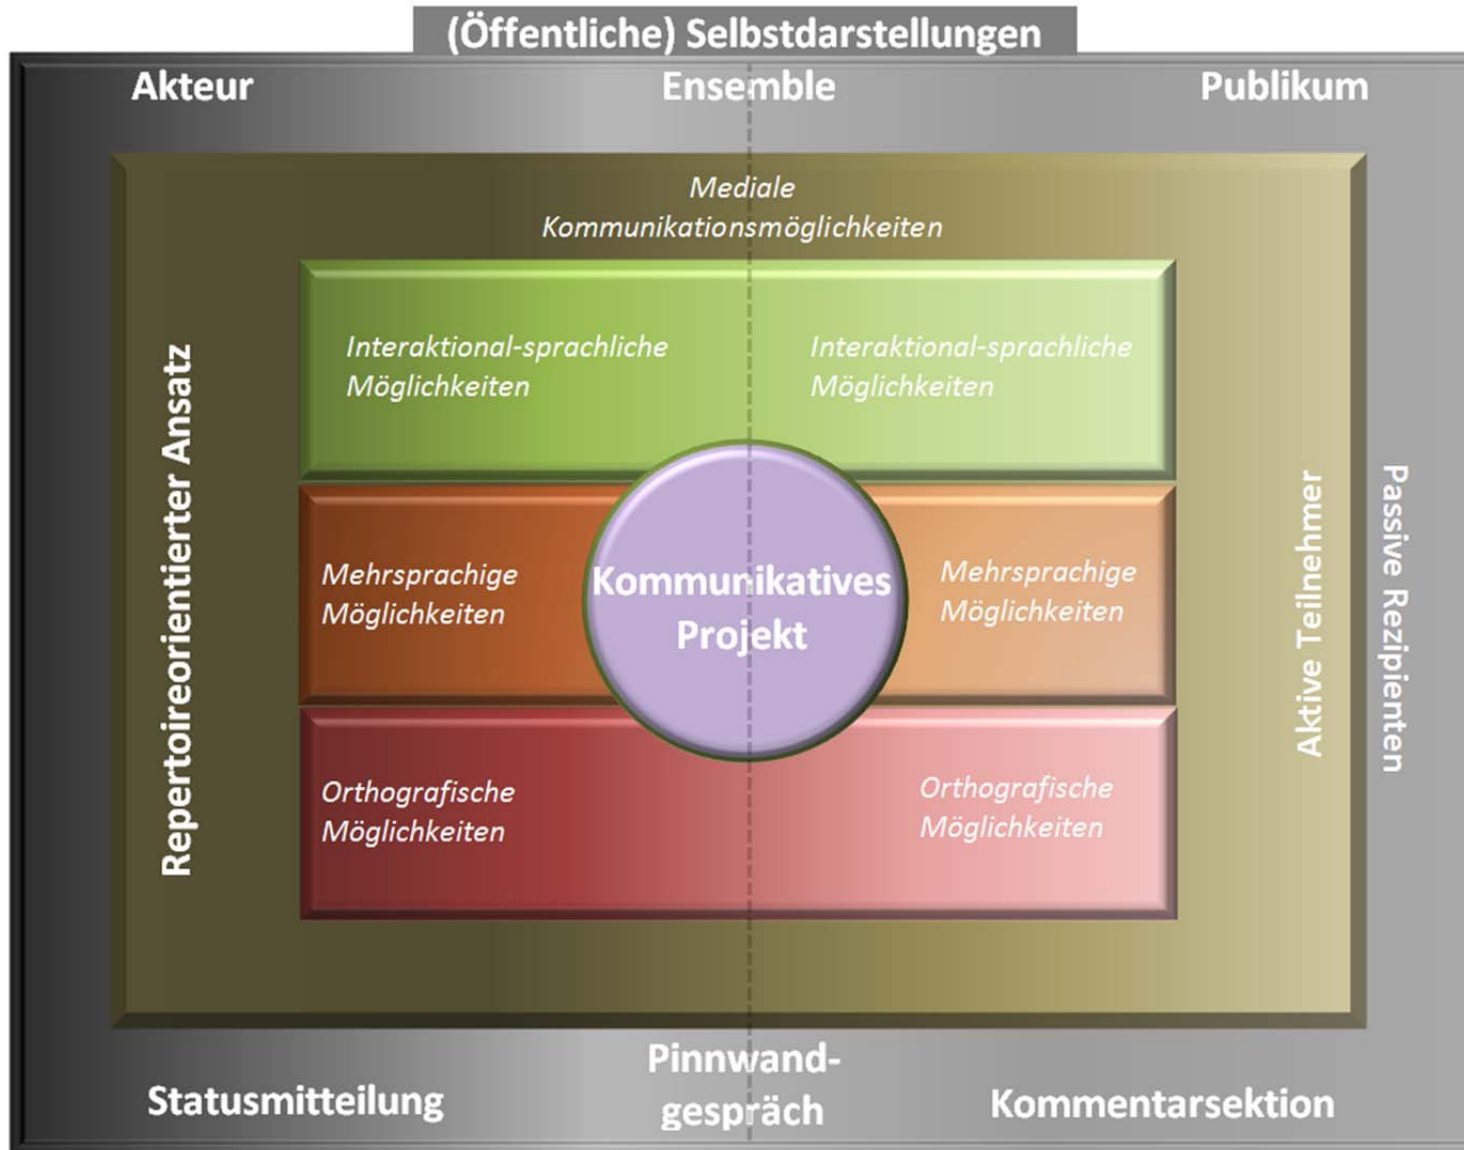 (Öffentliche) Selbstdarstellungen
Akteur
Ensemble
Publikum
Mediale
Kommunikationsmöglichkeiten
Repertoireorientierter Ansatz
Interaktional-sprachliche
Möglichkeiten
Interaktional-sprachliche
Möglichkeiten
Mehrsprachige
Möglichkeiten
Kommunikatives
Projekt
Mehrsprachige
Möglichkeiten
Orthografische
Möglichkeiten
Orthografische
Möglichkeiten
Aktive Teilnehmer
Passive Rezipienten
Statusmitteilung
Pinnwand-
gespräch
Kommentarsektion